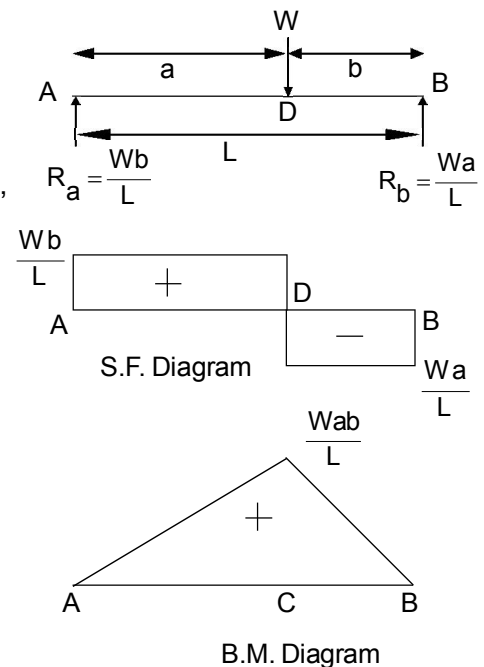 W
a b
A D B
L
, R_a = Wb/L R_b = Wa/L
Wb/L
+ D
A B
−
S.F. Diagram
Wa/L
Wab/L
+
A C B
B.M. Diagram